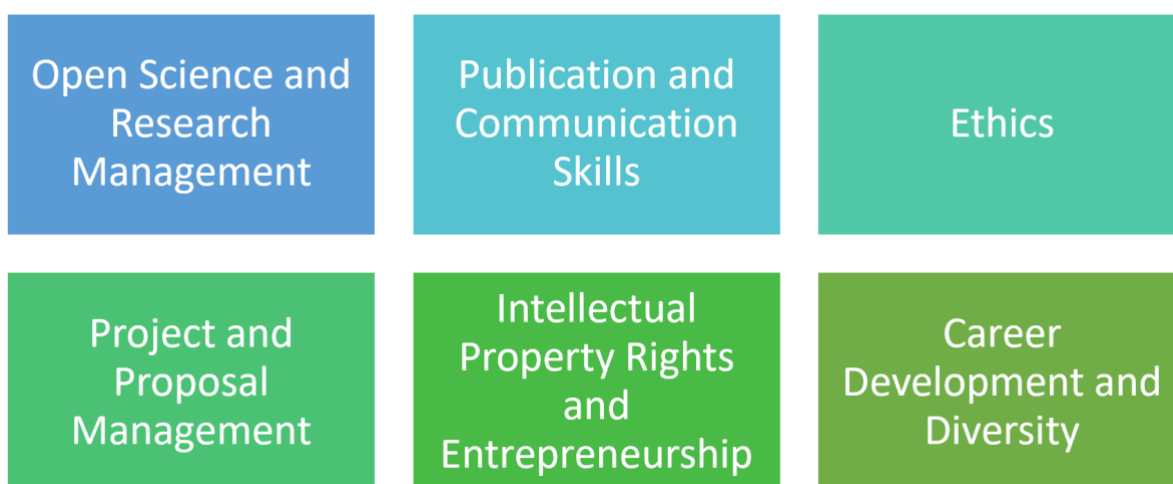 Open Science and
Research
Management
Publication and
Communication
Skills
Ethics
Project and
Proposal
Management
Intellectual
Property Rights
and
Entrepreneurship
Career
Development and
Diversity